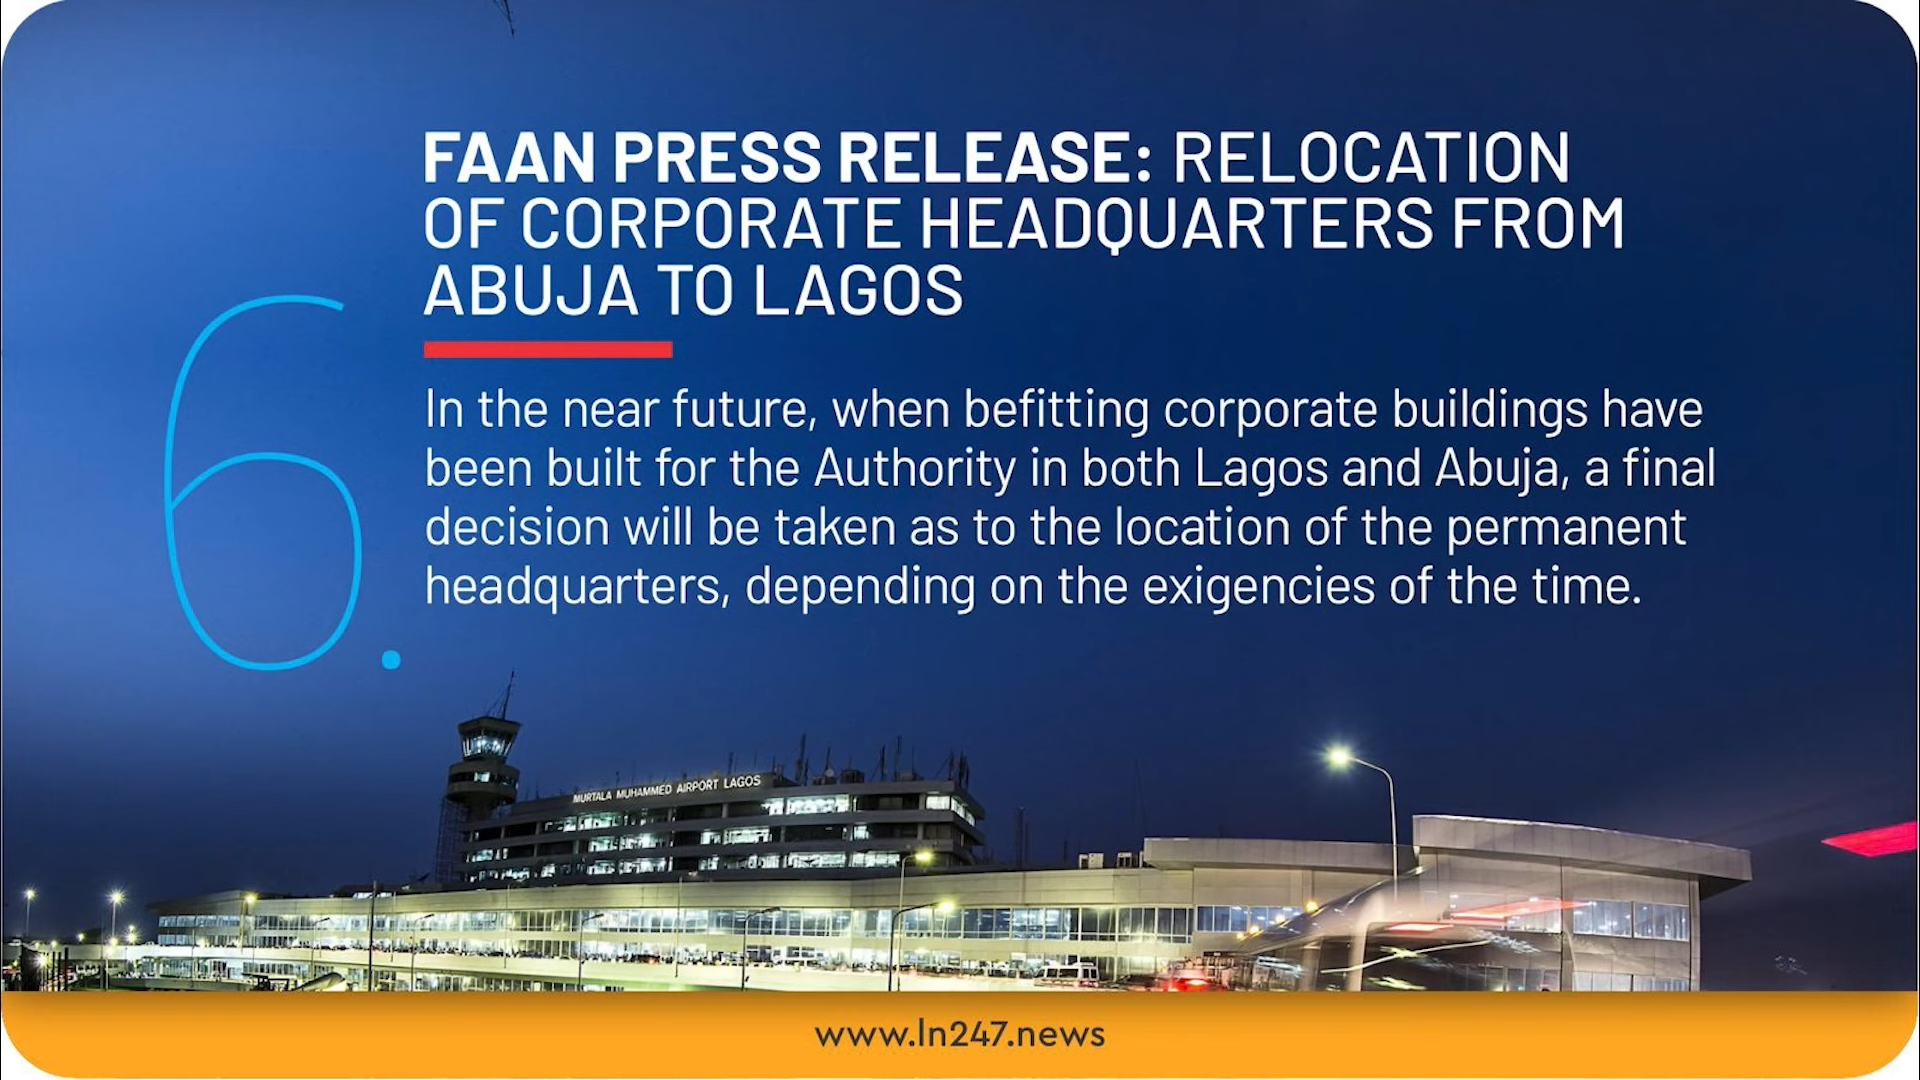 FAAN PRESS RELEASE: RELOCATION
OF CORPORATE HEADQUARTERS FROM
ABUJA TO LAGOS
6.
In the near future, when befitting corporate buildings have
been built for the Authority in both Lagos and Abuja, a final
decision will be taken as to the location of the permanent
headquarters, depending on the exigencies of the time.
MURTALA MUHAMMED AIRPORT LAGOS
www.ln247.news